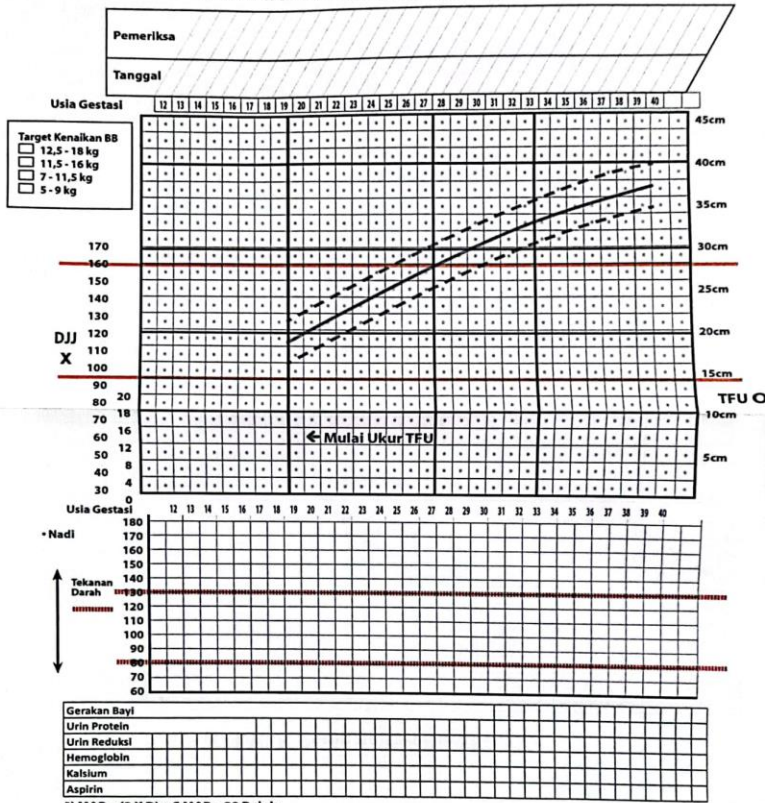 Pemeriksa
Tanggal
Usia Gestasi 12 13 14 15 16 17 18 19 20 21 22 23 24 25 26 27 28 29 30 31 32 33 34 35 36 37 38 39 40
Target Kenaikan BB
12,5 - 18 kg
11,5 - 16 kg
7 - 11,5 kg
5 - 9 kg
45cm
40cm
35cm
170 30cm
160
150 25cm
140
130
DJJ 120 20cm
X 110
100 15cm
90
80 20 TFU O
70 18 10cm
60 16 ← Mulai Ukur TFU
50 12 5cm
40 8
30 4
0
Usia Gestasi 12 13 14 15 16 17 18 19 20 21 22 23 24 25 26 27 28 29 30 31 32 33 34 35 36 37 38 39 40
180
• Nadi 170
160
150
Tekanan 140
Darah 130
120
110
100
90
80
70
60
Gerakan Bayi
Urin Protein
Urin Reduksi
Hemoglobin
Kalsium
Aspirin